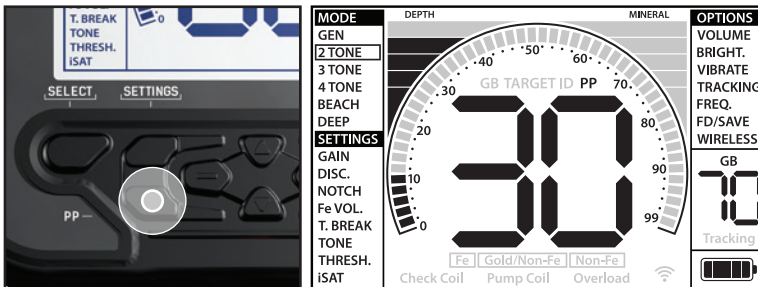 T. BREAK
TONE
THRESH.
iSAT
0
SELECT
SETTINGS
PP
MODE
GEN
2 TONE
3 TONE
4 TONE
BEACH
DEEP
SETTINGS
GAIN
DISC.
NOTCH
Fe VOL.
T. BREAK
TONE
THRESH.
iSAT
DEPTH
MINERAL
0
10
20
30
40
50
60
70
80
90
99
GB TARGET ID PP
30
Fe Gold/Non-Fe Non-Fe
Check Coil Pump Coil Overload
OPTIONS
VOLUME
BRIGHT.
VIBRATE
TRACKING
FREQ.
FD/SAVE
WIRELESS
GB
70
Tracking